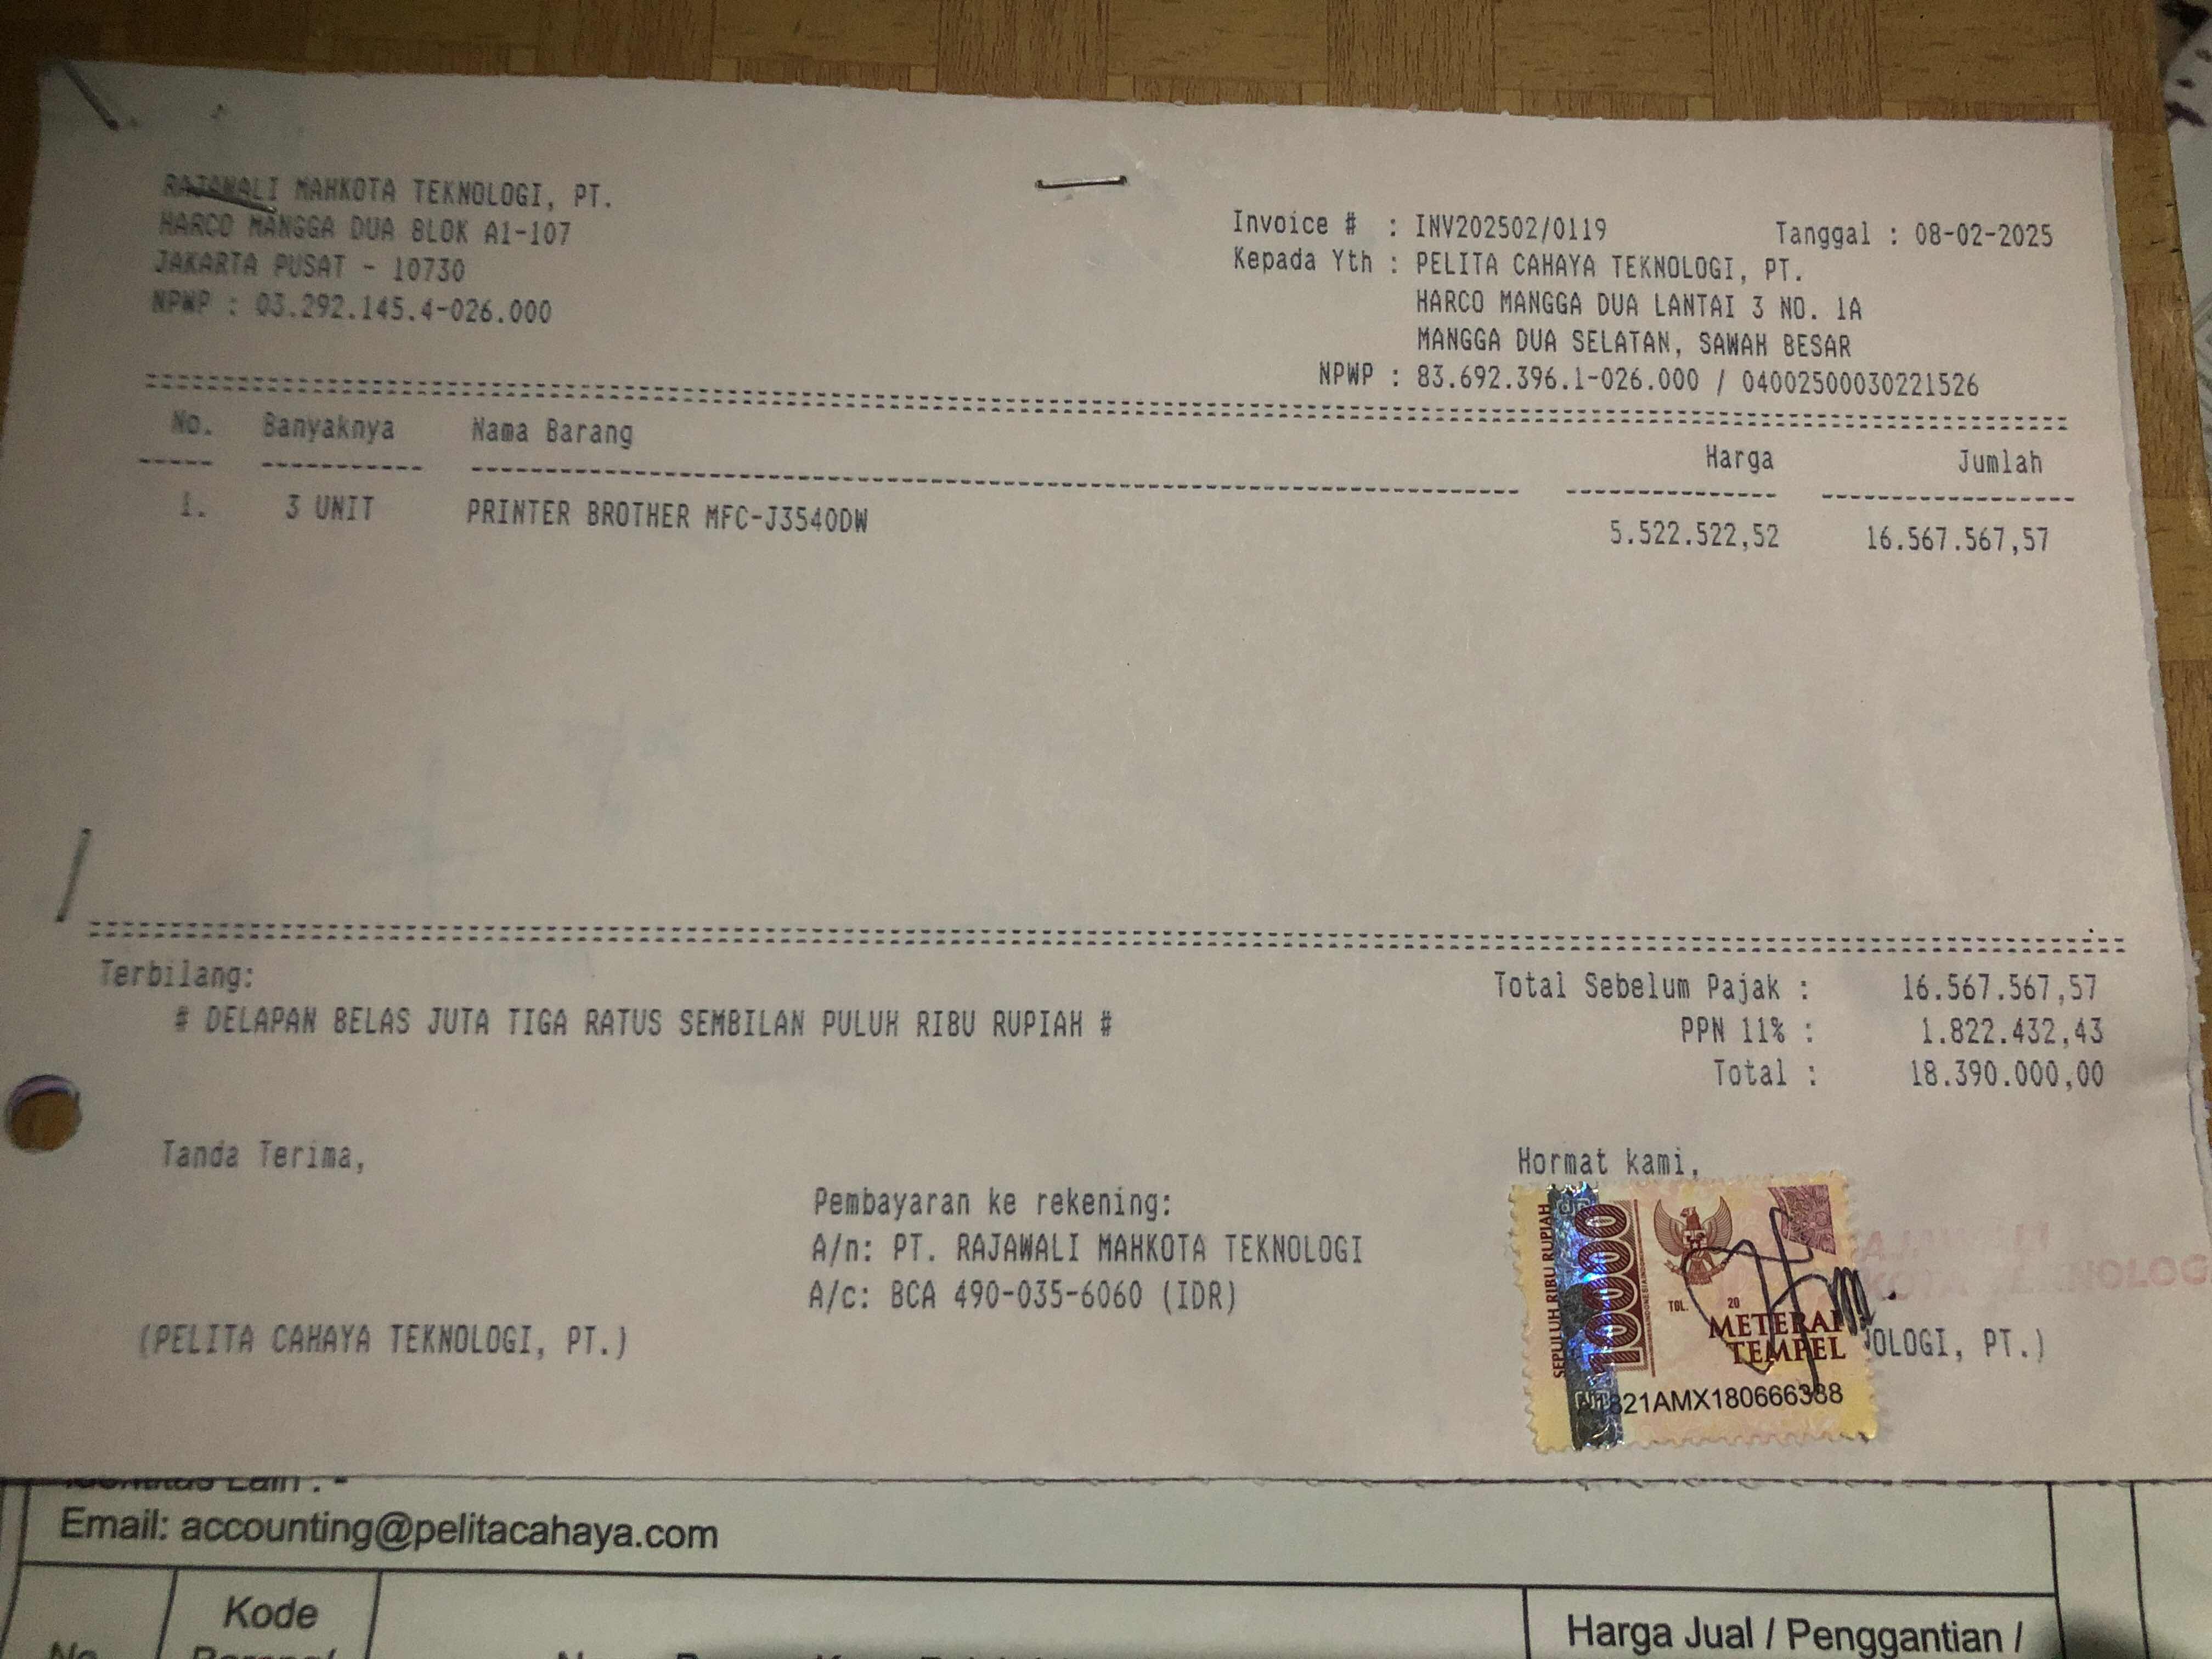 RAJAWALI MAHKOTA TEKNOLOGI, PT.
HARCO MANGGA DUA BLOK A1-107
JAKARTA PUSAT - 10730
NPWP : 03.292.145.4-026.000
Invoice # : INV202502/0119 Tanggal : 08-02-2025
Kepada Yth : PELITA CAHAYA TEKNOLOGI, PT.
HARCO MANGGA DUA LANTAI 3 NO. 1A
MANGGA DUA SELATAN, SAWAH BESAR
NPWP : 83.692.396.1-026.000 / 04002500030221526
No. Banyaknya Nama Barang Harga Jumlah
1. 3 UNIT PRINTER BROTHER MFC-J3540DW 5.522.522,52 16.567.567,57
Terbilang:
# DELAPAN BELAS JUTA TIGA RATUS SEMBILAN PULUH RIBU RUPIAH #
Total Sebelum Pajak : 16.567.567,57
PPN 11% : 1.822.432,43
Total : 18.390.000,00
Tanda Terima,
(PELITA CAHAYA TEKNOLOGI, PT.)
Pembayaran ke rekening:
A/n: PT. RAJAWALI MAHKOTA TEKNOLOGI
A/c: BCA 490-035-6060 (IDR)
Hormat kami,
SEPULUH RIBU RUPIAH
10000
TGL. 20
METERAI
TEMPEL
821AMX180666388
OLOGI, PT.)
Lain : -
Email: accounting@pelitacahaya.com
Kode
Harga Jual / Penggantian /